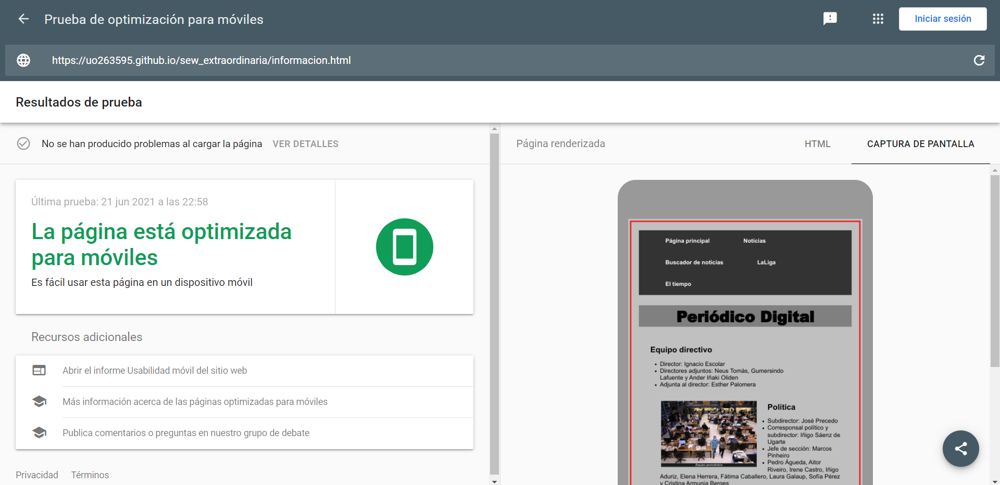 Prueba de optimización para móviles
Iniciar sesión
https://uo263595.github.io/sew_extraordinaria/informacion.html
Resultados de prueba
No se han producido problemas al cargar la página VER DETALLES
Última prueba: 21 jun 2021 a las 22:58
La página está optimizada
para móviles
Es fácil usar esta página en un dispositivo móvil
Recursos adicionales
Abrir el informe Usabilidad móvil del sitio web
Más información acerca de las páginas optimizadas para móviles
Publica comentarios o preguntas en nuestro grupo de debate
Privacidad Términos
Página renderizada HTML CAPTURA DE PANTALLA
Página principal Noticias
Buscador de noticias LaLiga
El tiempo
Periódico Digital
Equipo directivo
Director: Ignacio Escolar
Directores adjuntos: Neus Tomàs, Gumersindo
Lafuente y Ander Iñaki Oliden
Adjunta al director: Esther Palomera
Equipo periodístico
Política
Subdirector: José Precedo
Corresponsal político y
subdirector: Iñigo Sáenz de
Ugarte
Jefe de sección: Marcos
Pinheiro
Pedro Águeda, Aitor
Riveiro, Irene Castro, Iñigo
Aduriz, Elena Herrera, Fátima Caballero, Laura Galaup, Sofía Pérez
y Cristina Armunia Berges